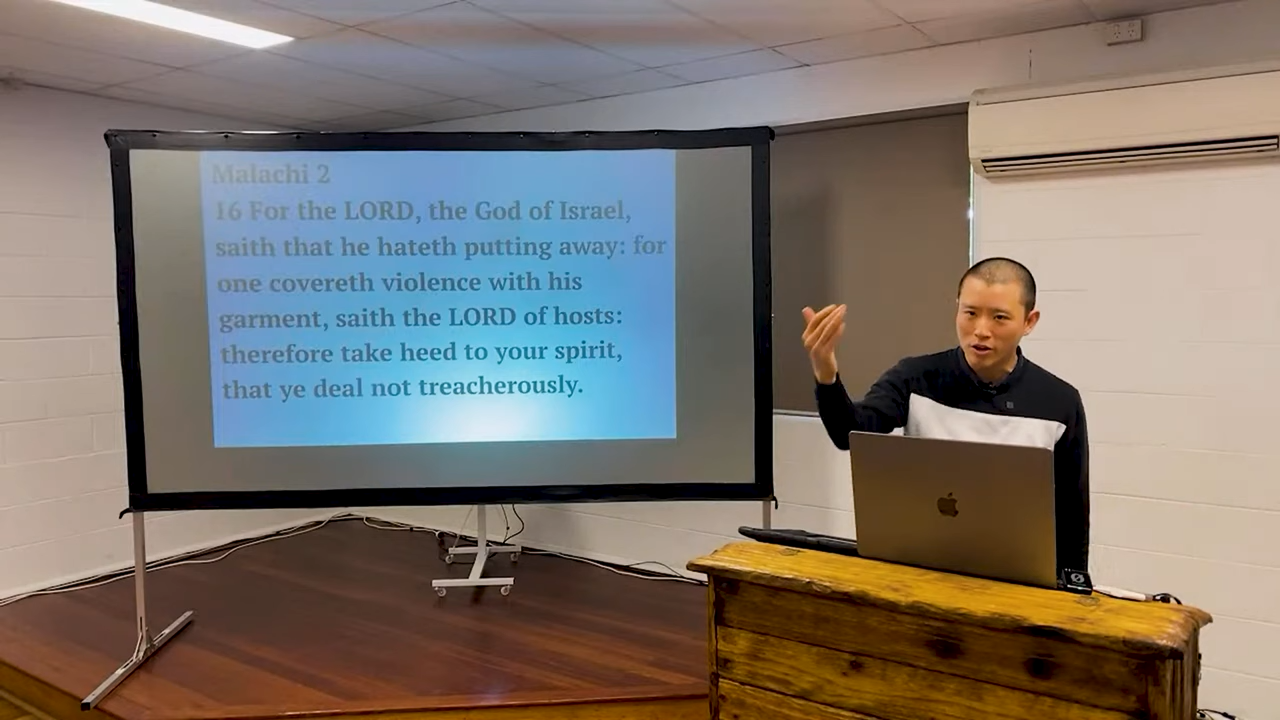 Malachi 2
16 For the LORD, the God of Israel,
saith that he hateth putting away: for
one covereth violence with his
garment, saith the LORD of hosts:
therefore take heed to your spirit,
that ye deal not treacherously.